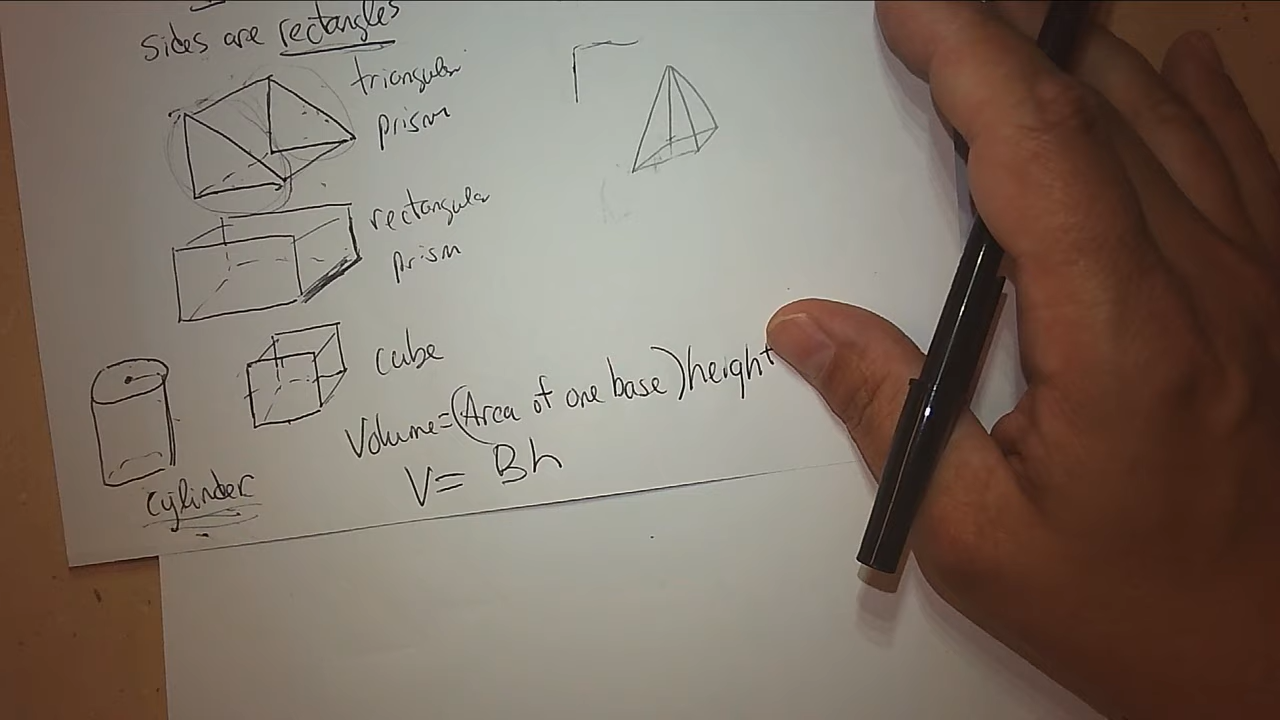 sides are rectangles
triangular
prism
rectangular
prism
cube
Volume=(Area of one base)height
V= Bh
cylinder